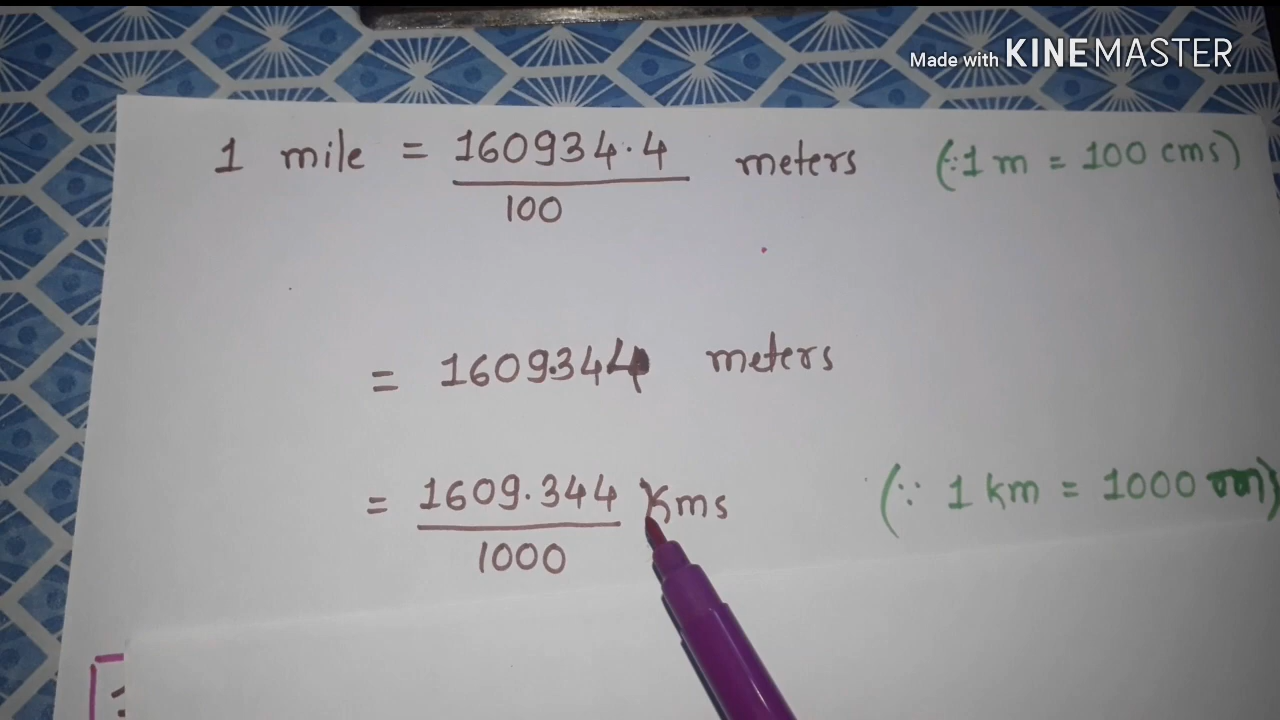 Made with KINEMASTER
1 mile = 160934.4 / 100 meters (∵ 1 m = 100 cms)
= 1609.344 meters
= 1609.344 / 1000 Kms (∵ 1 km = 1000 m)